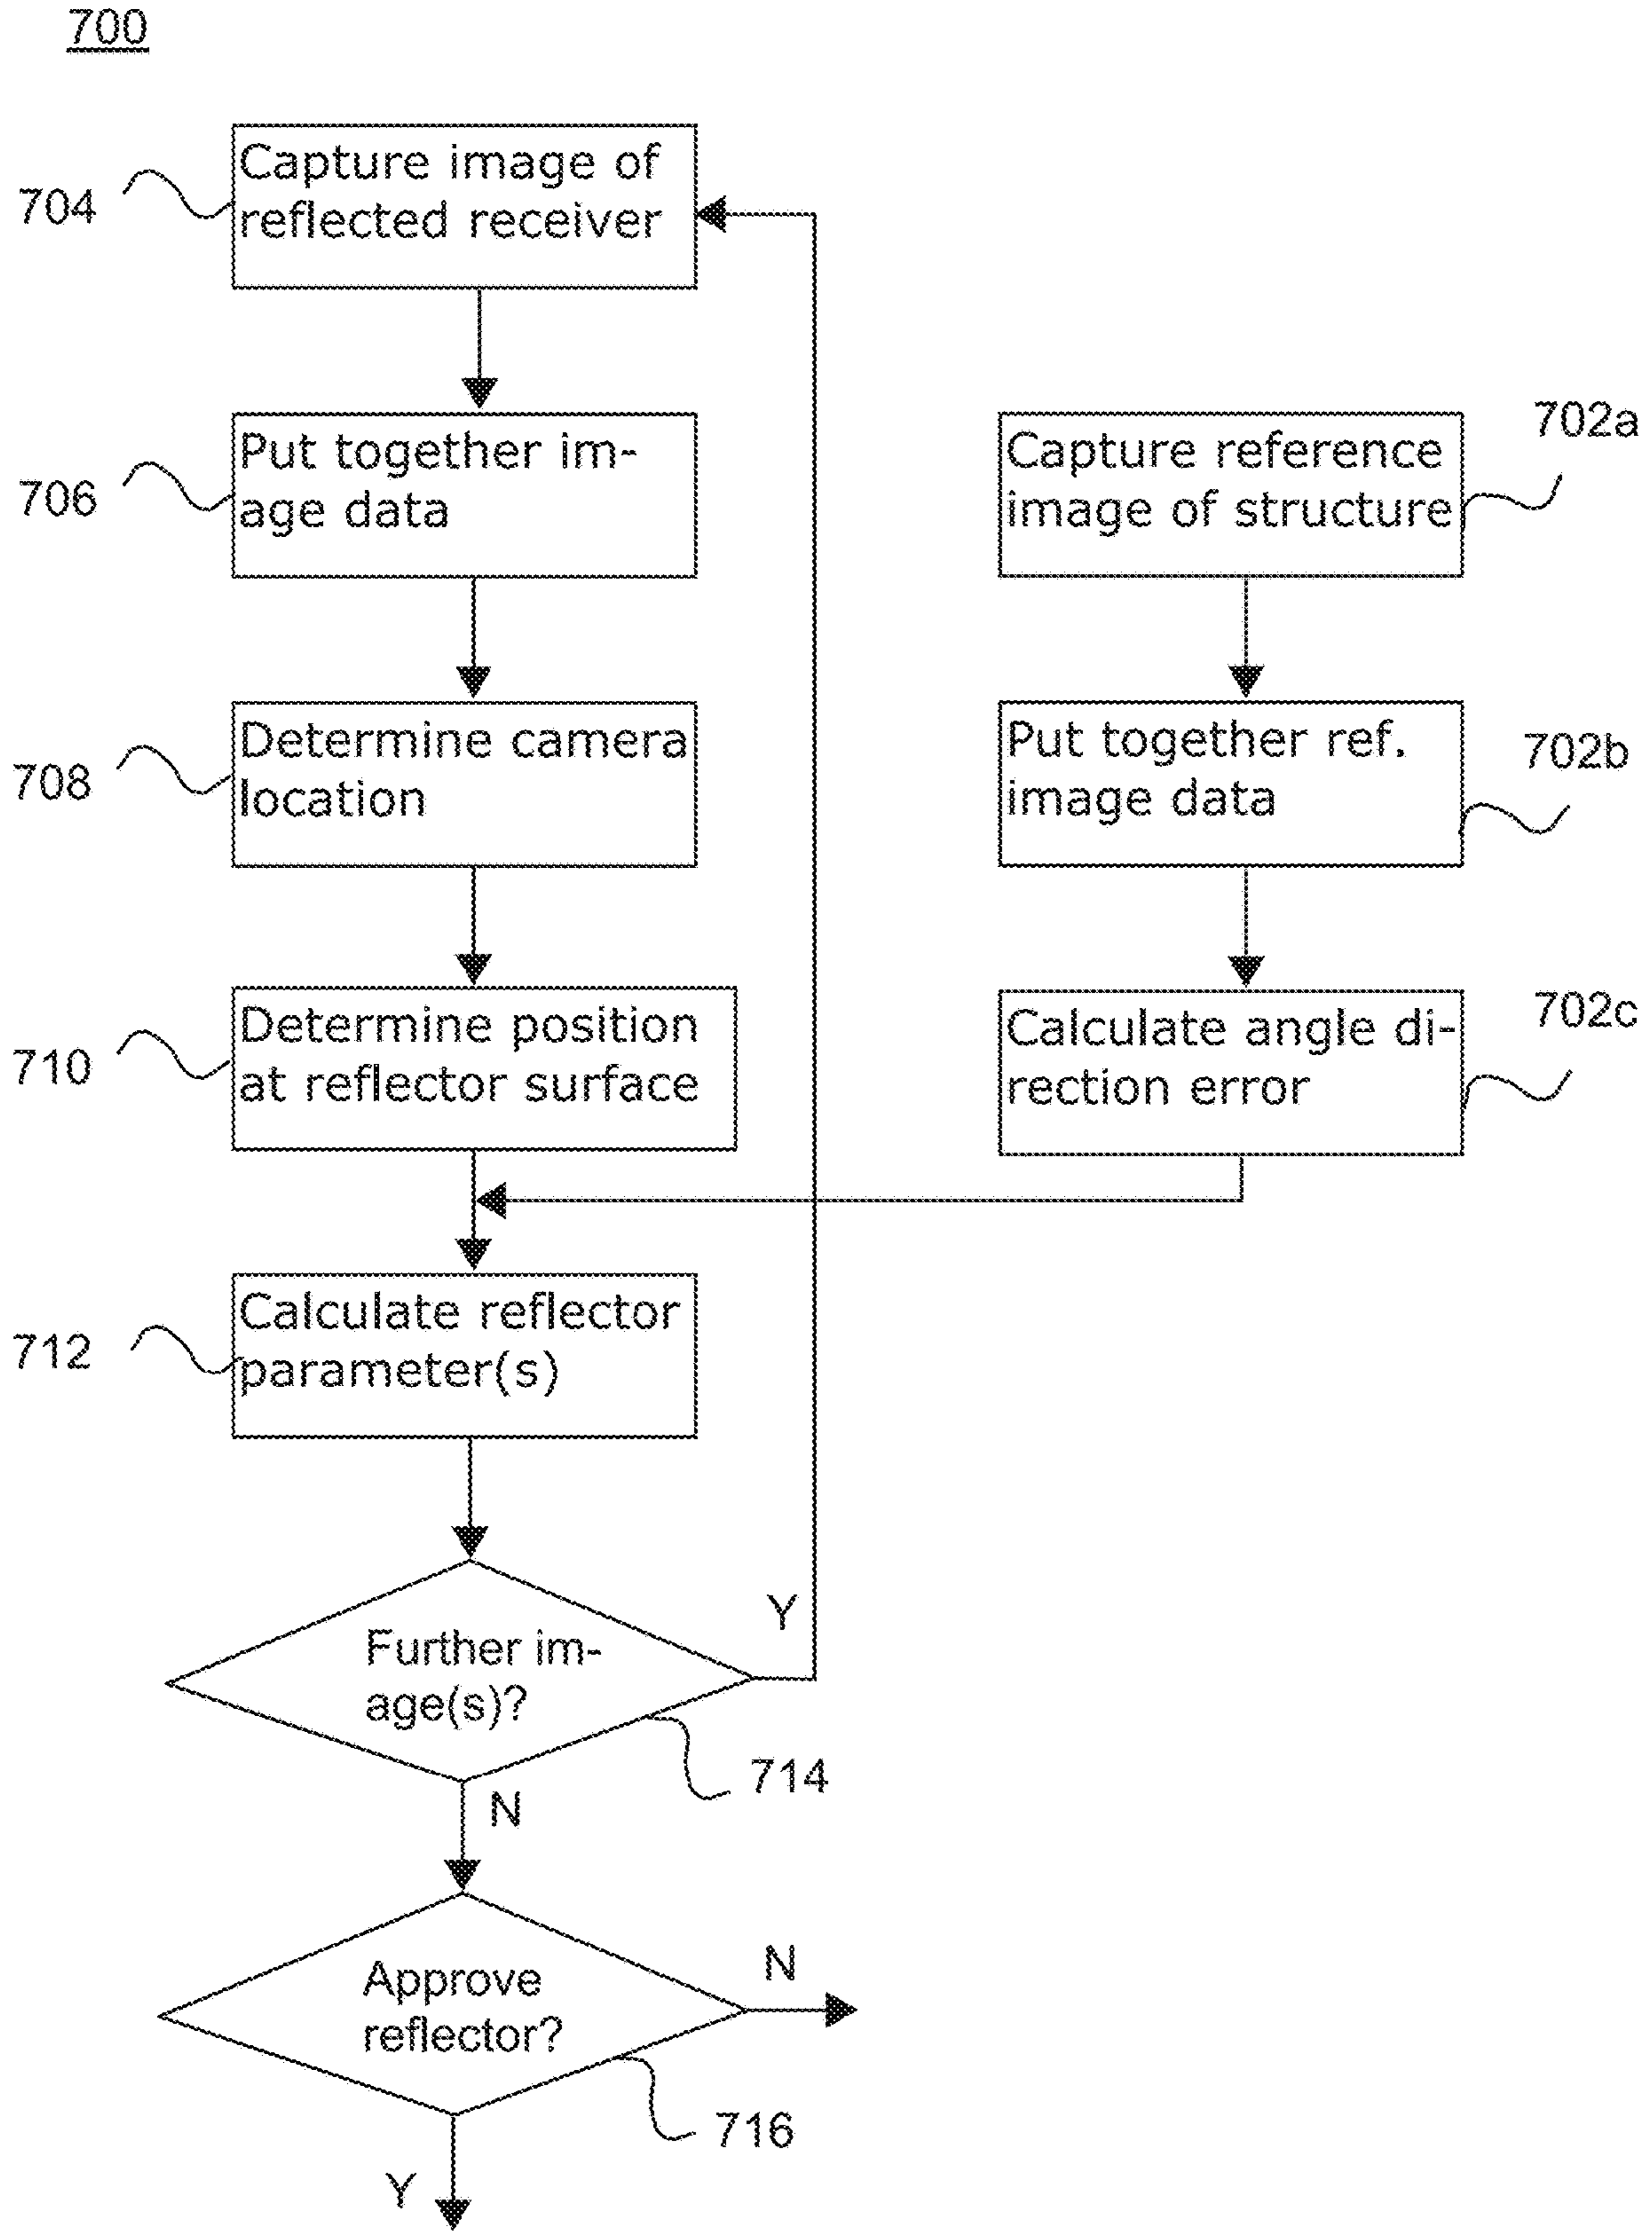 700
704
Capture image of
reflected receiver
706
Put together im-
age data
702a
Capture reference
image of structure
708
Determine camera
location
702b
Put together ref.
image data
710
Determine position
at reflector surface
702c
Calculate angle di-
rection error
712
Calculate reflector
parameter(s)
Further im-
age(s)?
Y
714
N
Approve
reflector?
N
716
Y